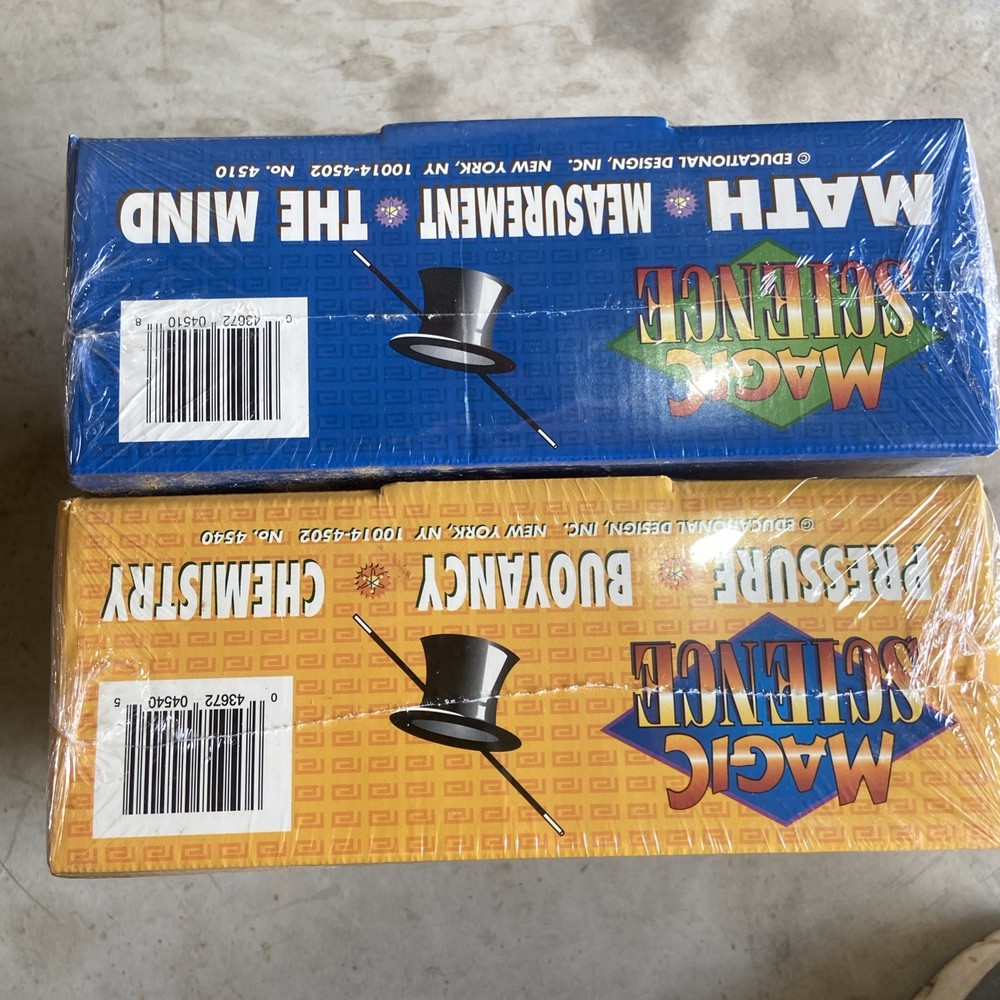 MAGIC
SCIENCE
0 43672 04540 5
PRESSURE BUOYANCY CHEMISTRY
© EDUCATIONAL DESIGN, INC. NEW YORK, NY 10014-4502 No. 4540
MAGIC
SCIENCE
0 43672 04510 8
MATH MEASUREMENT THE MIND
© EDUCATIONAL DESIGN, INC. NEW YORK, NY 10014-4502 No. 4510